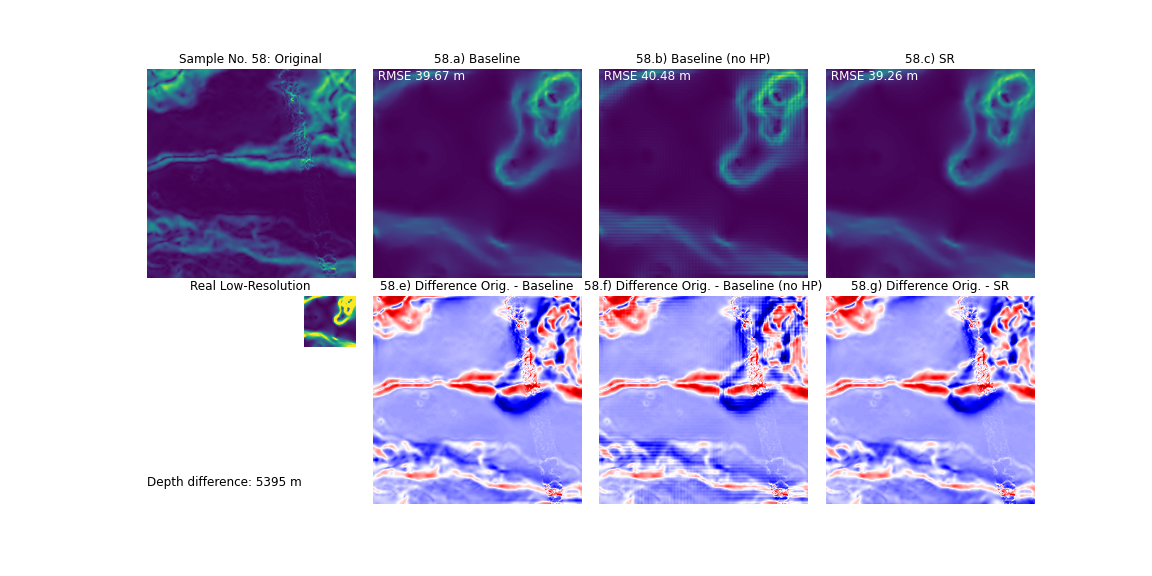 Sample No. 58: Original
58.a) Baseline
58.b) Baseline (no HP)
58.c) SR
RMSE 39.67 m
RMSE 40.48 m
RMSE 39.26 m
Real Low-Resolution
58.e) Difference Orig. - Baseline
58.f) Difference Orig. - Baseline (no HP)
58.g) Difference Orig. - SR
Depth difference: 5395 m